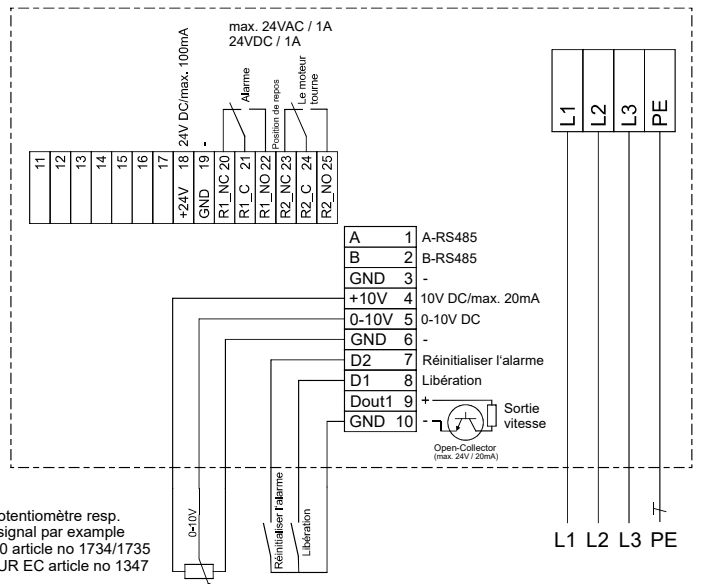 max. 24VAC / 1A
24VDC / 1A
24V DC/max. 100mA
-
Alarme
Position de repos
Le moteur
tourne
11
12
13
14
15
16
17
+24V 18
GND 19
R1_NC 20
R1_C 21
R1_NO 22
R2_NC 23
R2_C 24
R2_NO 25
L1
L2
L3
PE
A 1 A-RS485
B 2 B-RS485
GND 3 -
+10V 4 10V DC/max. 20mA
0-10V 5 0-10V DC
GND 6 -
D2 7 Réinitialiser l'alarme
D1 8 Libération
Dout1 9 +
GND 10 -
Sortie
vitesse
Open-Collector
(max. 24V / 20mA)
0-10V
Réinitialiser l'alarme
Libération
otentiomètre resp.
signal par example
0 article no 1734/1735
UR EC article no 1347
L1 L2 L3 PE